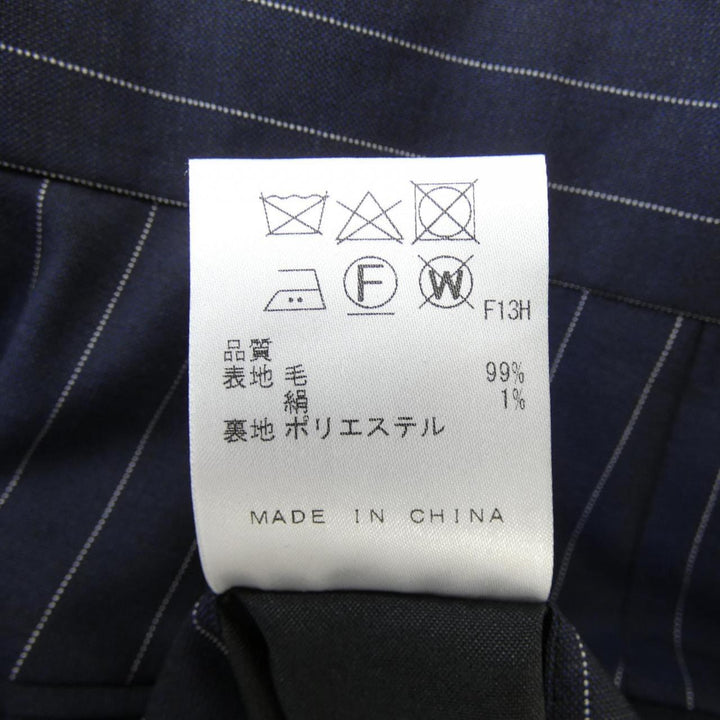 F W F13H
品質
表地 毛 99%
絹 1%
裏地 ポリエステル
MADE IN CHINA